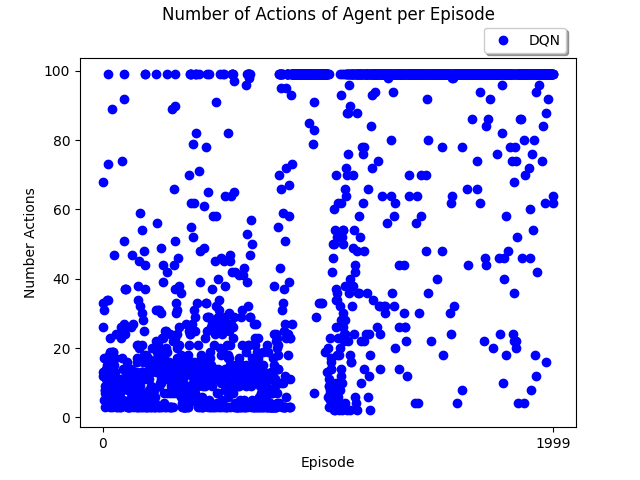 Number of Actions of Agent per Episode
DQN
100
80
60
40
20
0
Number Actions
0
1999
Episode